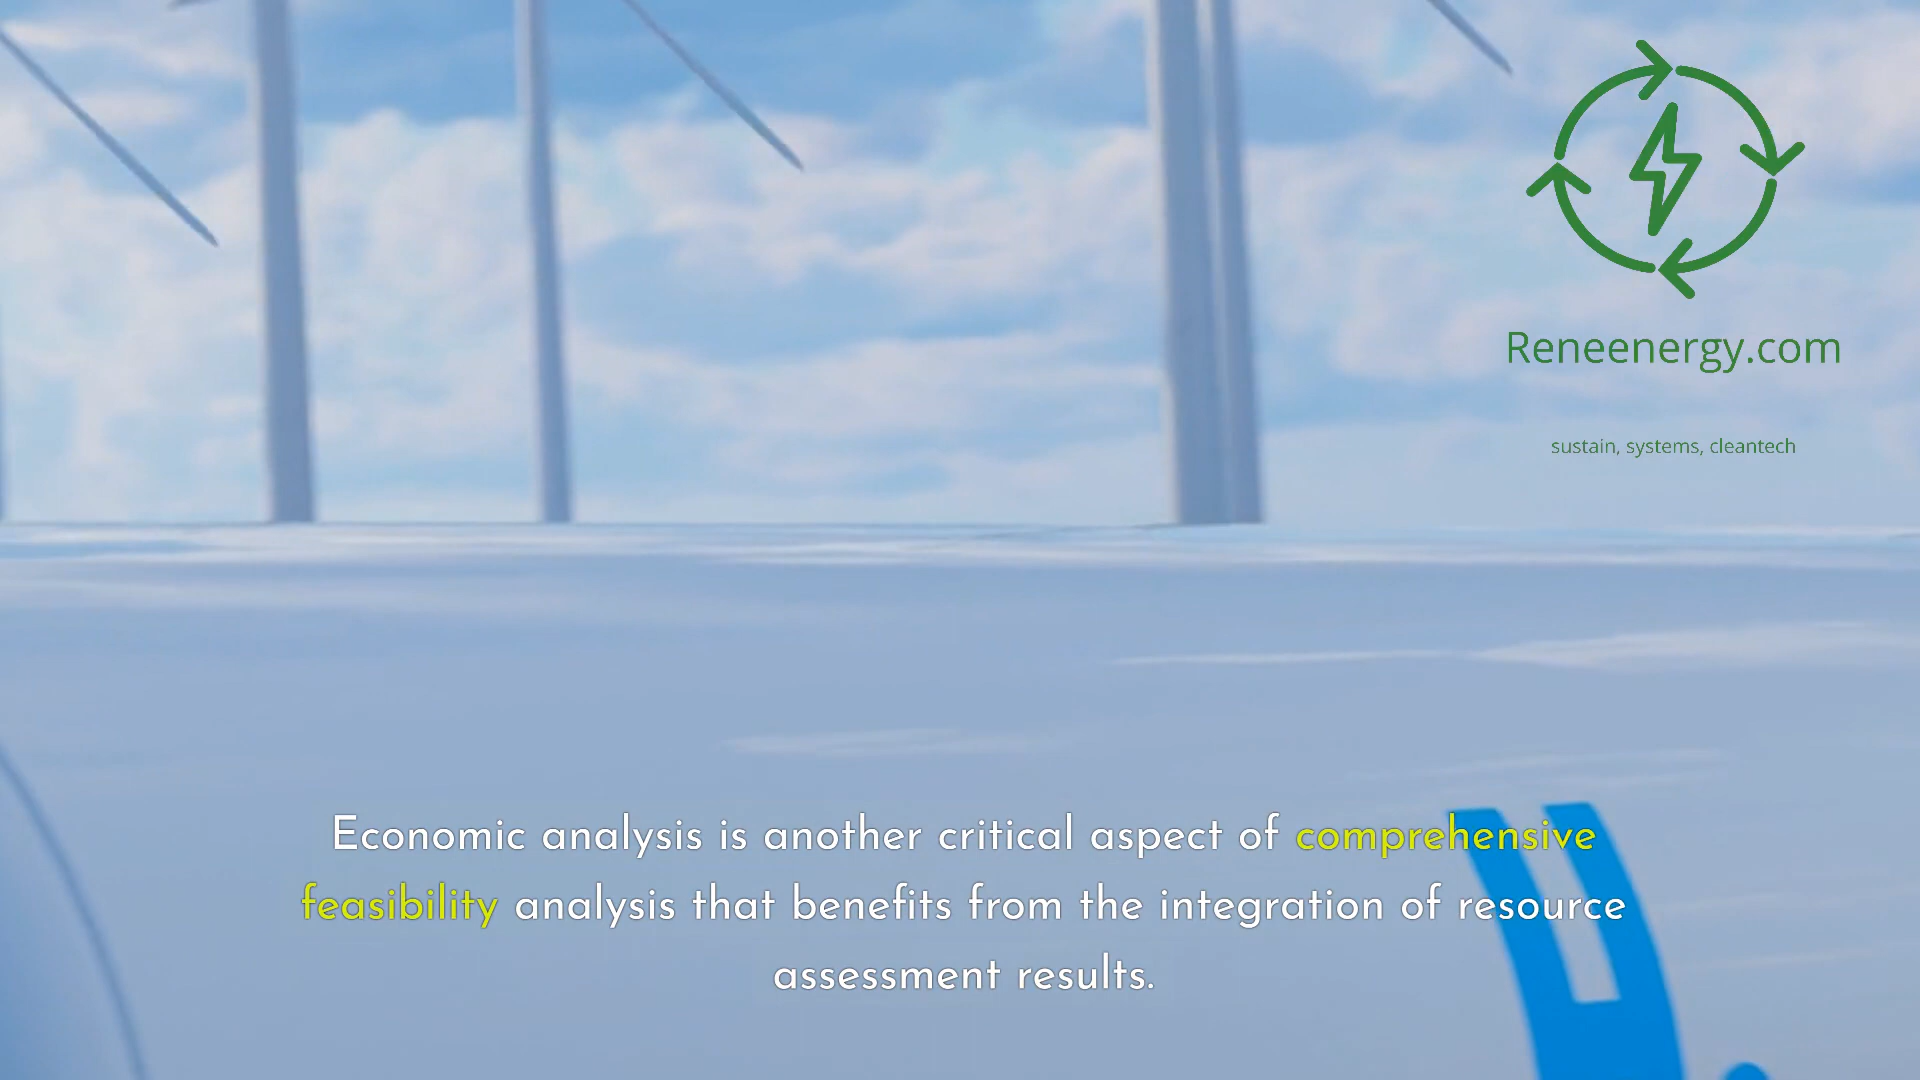 Reneenergy.com
sustain, systems, cleantech
Economic analysis is another critical aspect of comprehensive
feasibility analysis that benefits from the integration of resource
assessment results.